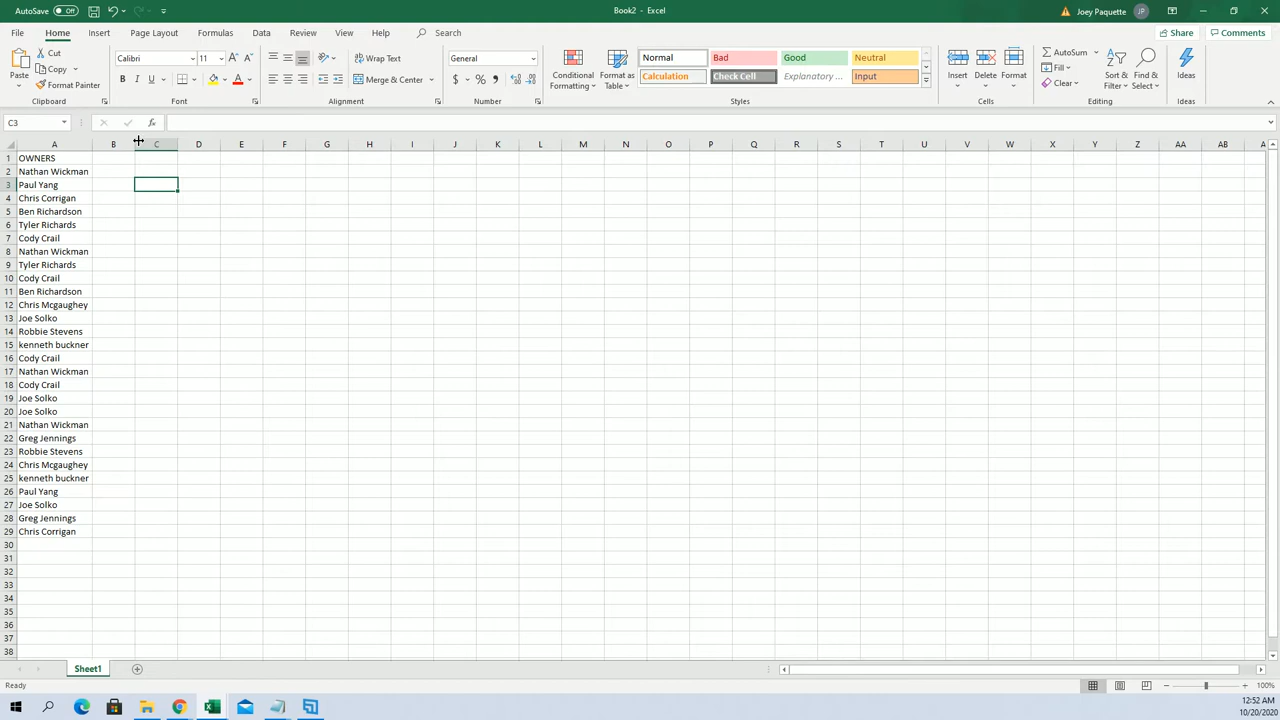 AutoSave Off Book2 - Excel Joey Paquette JP
File Home Insert Page Layout Formulas Data Review View Help Search Share Comments
Paste Cut Copy Format Painter Clipboard
Calibri 11 A A B I U A Font
ab Wrap Text Merge & Center Alignment
General $ % , Number
Conditional Formatting Format as Table
Normal Bad Good Neutral
Calculation Check Cell Explanatory ... Input
Styles
Insert Delete Format Cells
AutoSum Fill Clear Sort & Filter Find & Select Editing
Ideas Ideas
C3 fx
A B C D E F G H I J K L M N O P Q R S T U V W X Y Z AA AB A
1 OWNERS
2 Nathan Wickman
3 Paul Yang
4 Chris Corrigan
5 Ben Richardson
6 Tyler Richards
7 Cody Crail
8 Nathan Wickman
9 Tyler Richards
10 Cody Crail
11 Ben Richardson
12 Chris Mcgaughey
13 Joe Solko
14 Robbie Stevens
15 kenneth buckner
16 Cody Crail
17 Nathan Wickman
18 Cody Crail
19 Joe Solko
20 Joe Solko
21 Nathan Wickman
22 Greg Jennings
23 Robbie Stevens
24 Chris Mcgaughey
25 kenneth buckner
26 Paul Yang
27 Joe Solko
28 Greg Jennings
29 Chris Corrigan
30
31
32
33
34
35
36
37
38
Sheet1
Ready 100%
12:52 AM
10/20/2020